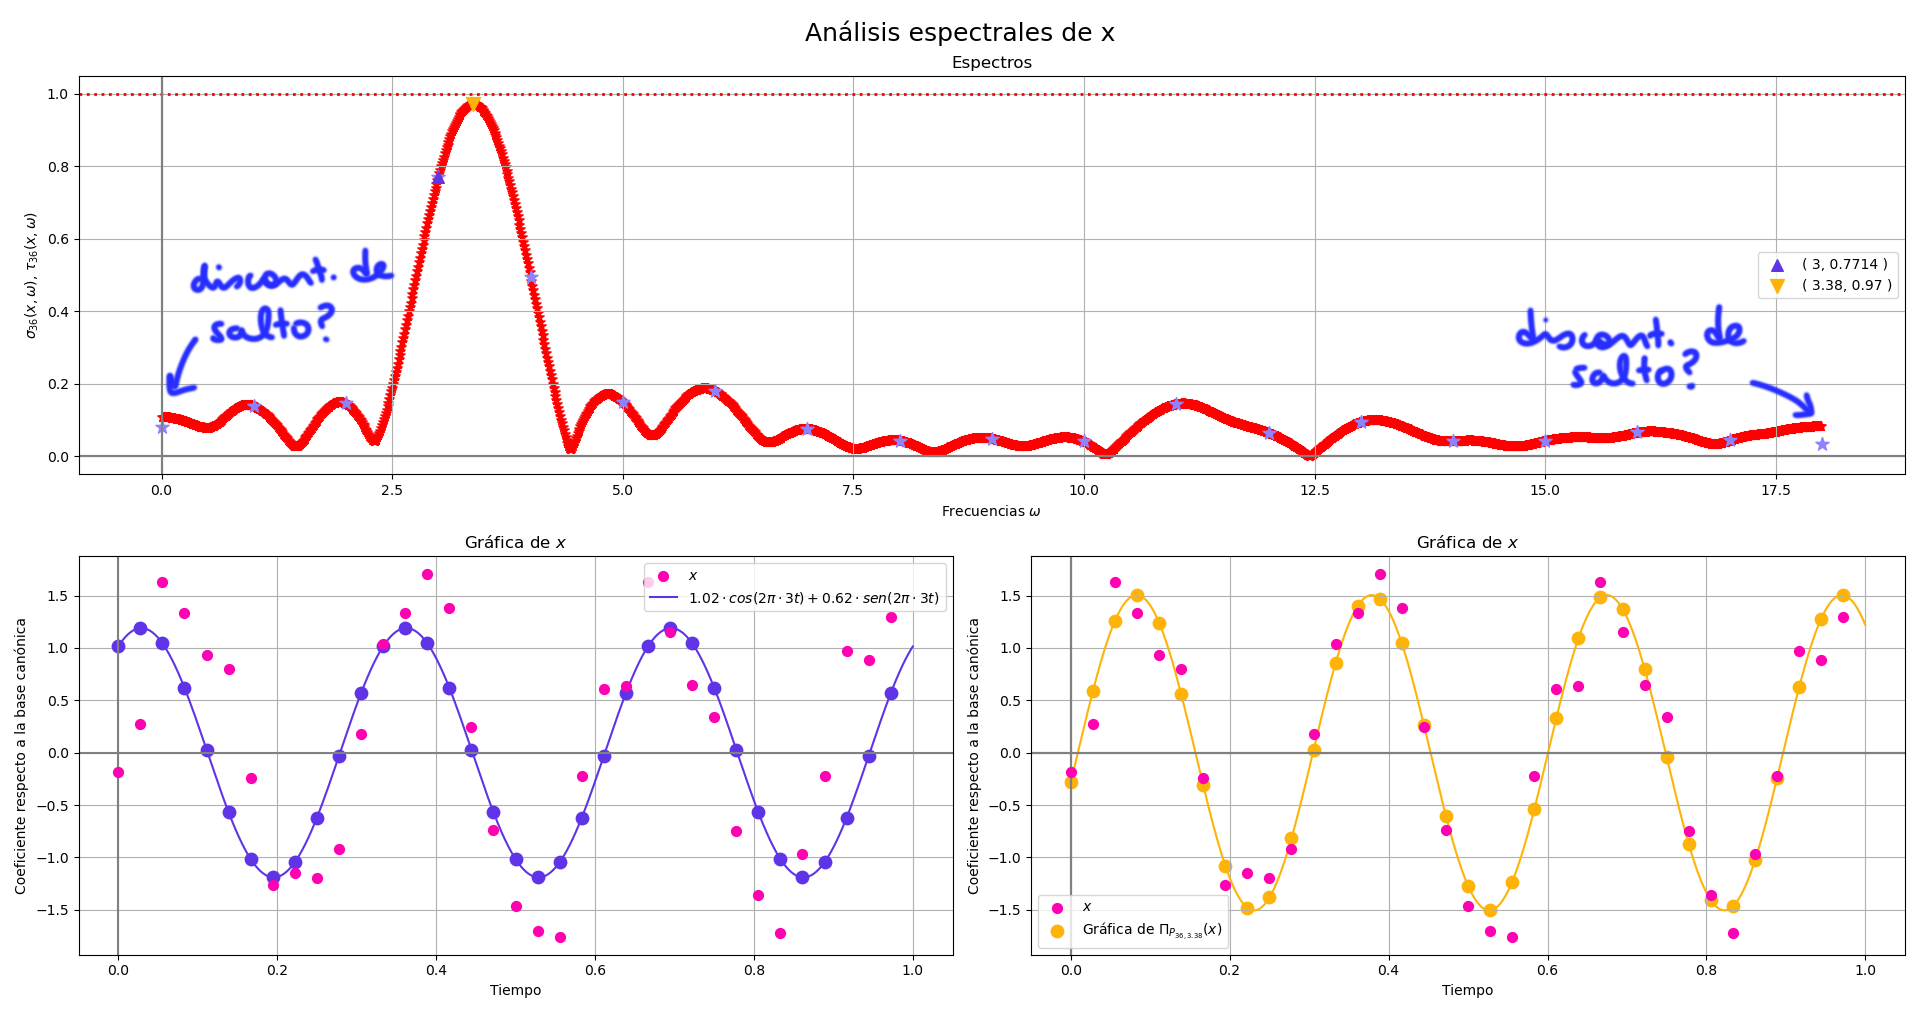 Análisis espectrales de x
Espectros
σ₃₆(x, ω), τ₃₆(x, ω)
1.0
0.8
0.6
0.4
0.2
0.0
discont. de
salto?
discont. de
salto?
( 3, 0.7714 )
( 3.38, 0.97 )
0.0 2.5 5.0 7.5 10.0 12.5 15.0 17.5
Frecuencias ω
Gráfica de x
Coeficiente respecto a la base canónica
1.5
1.0
0.5
0.0
−0.5
−1.0
−1.5
x
1.02 · cos(2π · 3t) + 0.62 · sen(2π · 3t)
0.0 0.2 0.4 0.6 0.8 1.0
Tiempo
Gráfica de x
Coeficiente respecto a la base canónica
1.5
1.0
0.5
0.0
−0.5
−1.0
−1.5
x
Gráfica de Π_{P_{36, 3.38}}(x)
0.0 0.2 0.4 0.6 0.8 1.0
Tiempo